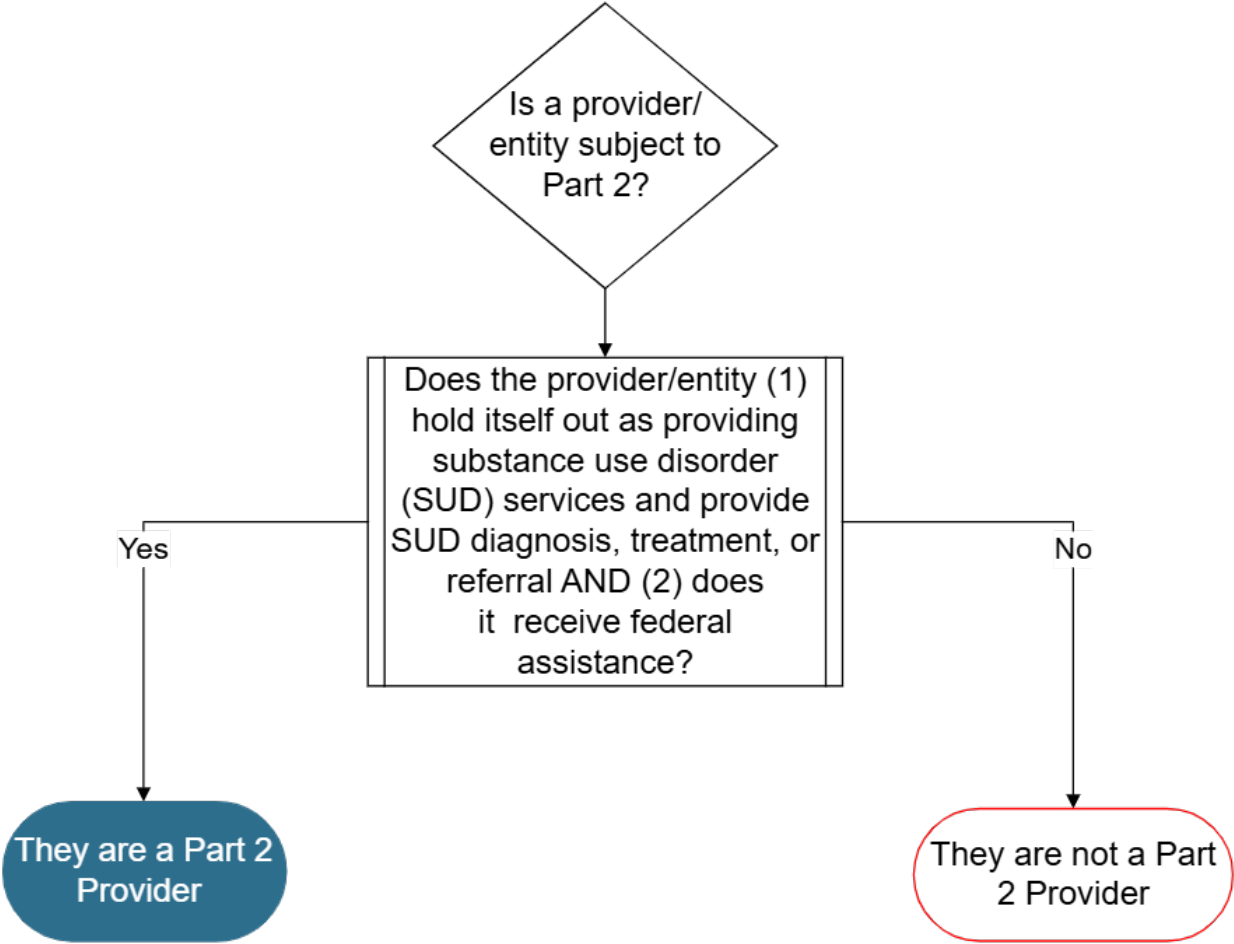 Is a provider/
entity subject to
Part 2?
Does the provider/entity (1)
hold itself out as providing
substance use disorder
(SUD) services and provide
SUD diagnosis, treatment, or
referral AND (2) does
it  receive federal
assistance?
Yes
No
They are a Part 2
Provider
They are not a Part
2 Provider